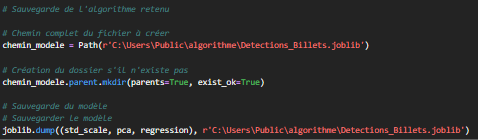 # Sauvegarde de l'algorithme retenu
# Chemin complet du fichier à créer
chemin_modele = Path(r'C:\Users\Public\algorithme\Detections_Billets.joblib')
# Création du dossier s'il n'existe pas
chemin_modele.parent.mkdir(parents=True, exist_ok=True)
# Sauvegarde du modèle
# Sauvegarder le modèle
joblib.dump((std_scale, pca, regression), r'C:\Users\Public\algorithme\Detections_Billets.joblib')